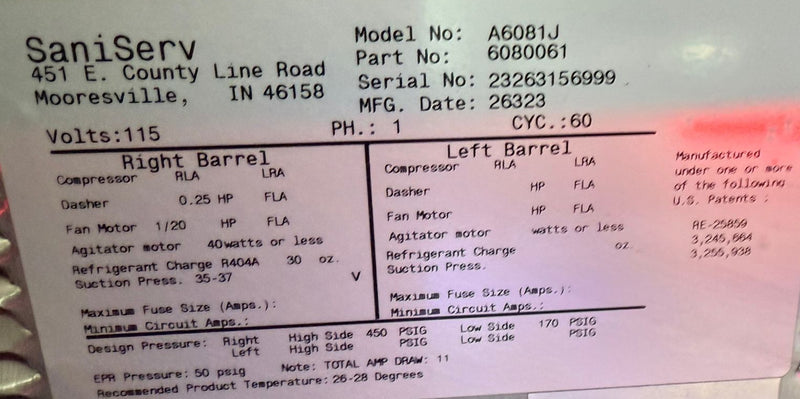 SaniServ
451 E. County Line Road
Mooresville, IN 46158
Model No: A6081J
Part No: 6080061
Serial No: 23263156999
MFG. Date: 26323
Volts:115 PH.: 1 CYC.:60
Right Barrel
Compressor RLA LRA
Dasher 0.25 HP FLA
Fan Motor 1/20 HP FLA
Agitator motor 40watts or less
Refrigerant Charge R404A 30 oz.
Suction Press. 35-37 V
Maximum Fuse Size (Amps.):
Minimum Circuit Amps.:
Left Barrel
Compressor RLA LRA
Dasher HP FLA
Fan Motor HP FLA
Agitator motor watts or less
Refrigerant Charge oz.
Suction Press.
Maximum Fuse Size (Amps.):
Minimum Circuit Amps.:
Manufactured
under one or more
of the following
U.S. Patents :
RE-25859
3,245,664
3,255,938
Design Pressure: Right High Side 450 PSIG Low Side 170 PSIG
Left High Side PSIG Low Side PSIG
EPR Pressure: 50 psig Note: TOTAL AMP DRAW: 11
Recommended Product Temperature: 26-28 Degrees